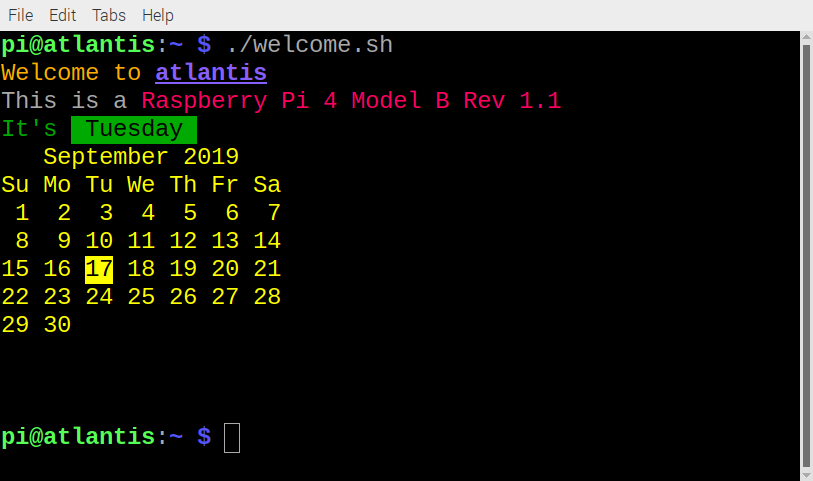 File Edit Tabs Help
pi@atlantis:~ $ ./welcome.sh
Welcome to atlantis
This is a Raspberry Pi 4 Model B Rev 1.1
It's Tuesday
September 2019
Su Mo Tu We Th Fr Sa
1 2 3 4 5 6 7
8 9 10 11 12 13 14
15 16 17 18 19 20 21
22 23 24 25 26 27 28
29 30
pi@atlantis:~ $